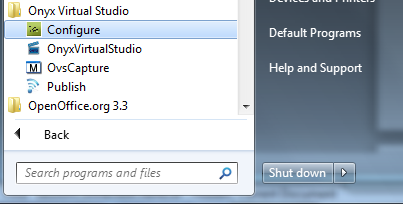 Onyx Virtual Studio
Configure
OnyxVirtualStudio
OvsCapture
Publish
OpenOffice.org 3.3
Back
Search programs and files
Devices and Printers
Default Programs
Help and Support
Shut down